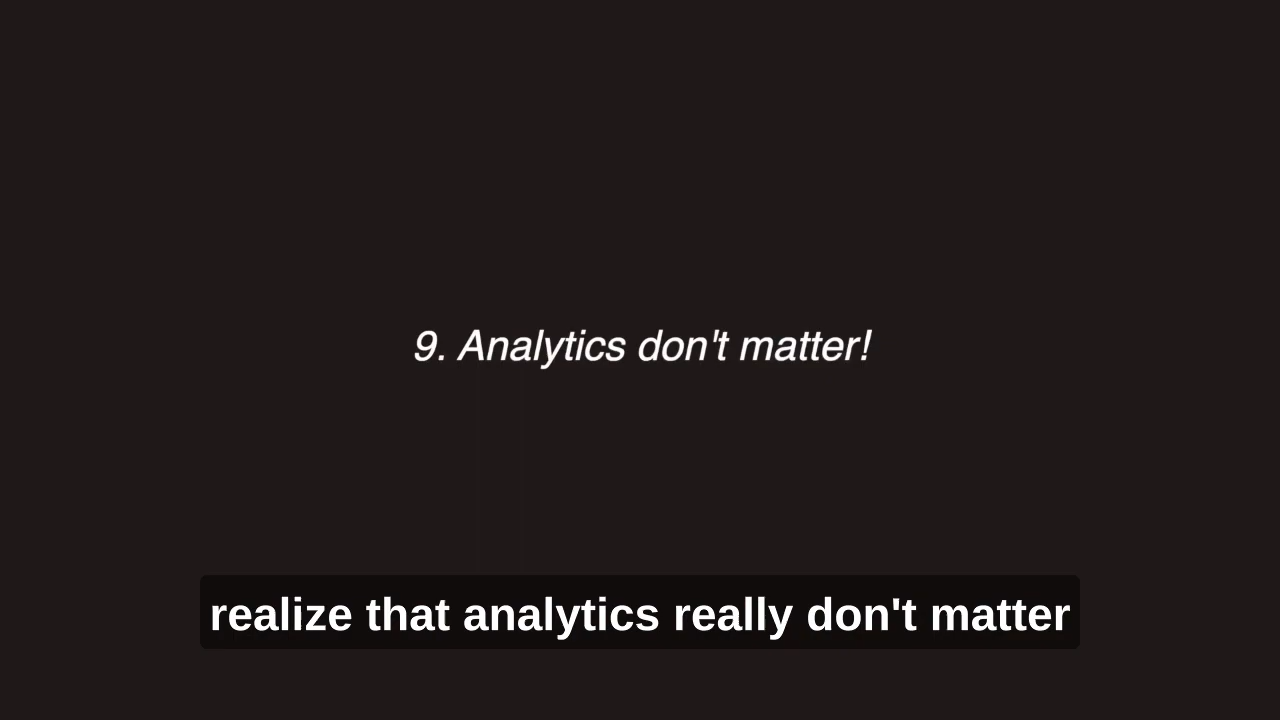 9. Analytics don't matter!
realize that analytics really don't matter